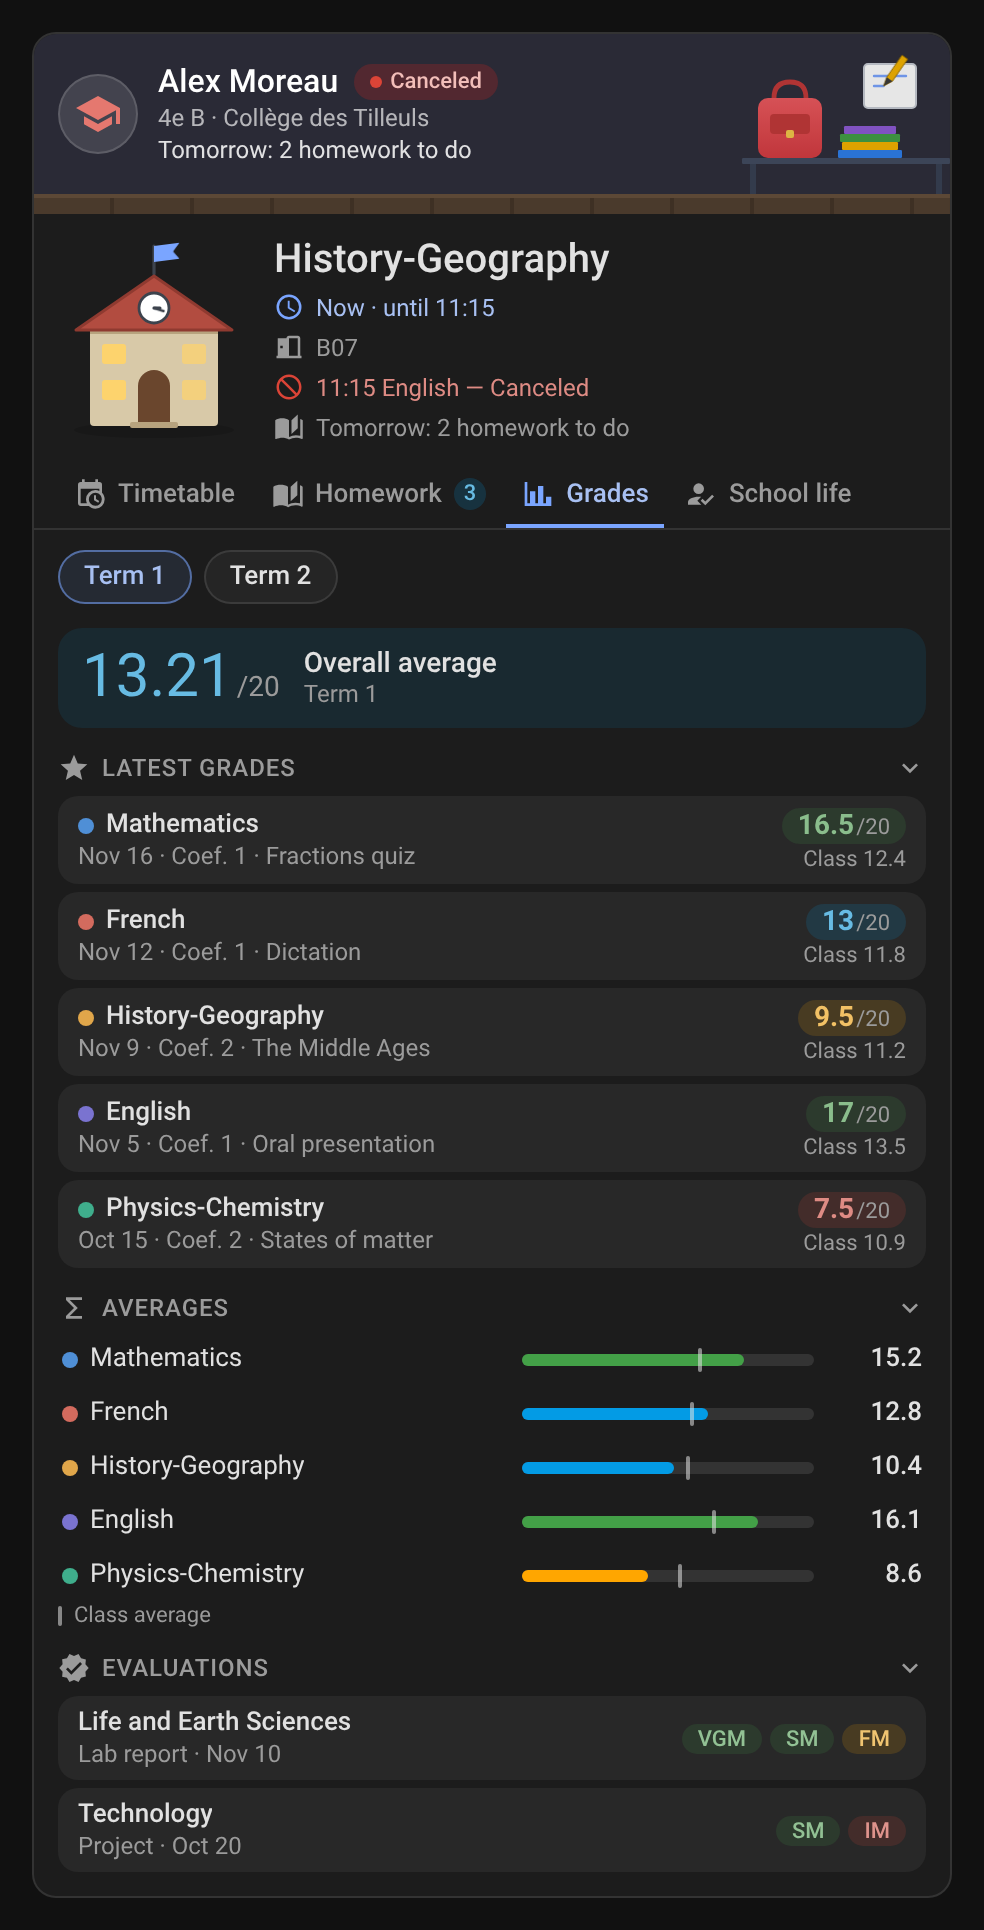 Alex Moreau
Canceled
4e B · Collège des Tilleuls
Tomorrow: 2 homework to do
History-Geography
Now · until 11:15
B07
11:15 English — Canceled
Tomorrow: 2 homework to do
Timetable
Homework 3
Grades
School life
Term 1
Term 2
13.21/20
Overall average
Term 1
LATEST GRADES
Mathematics
16.5/20
Nov 16 · Coef. 1 · Fractions quiz
Class 12.4
French
13/20
Nov 12 · Coef. 1 · Dictation
Class 11.8
History-Geography
9.5/20
Nov 9 · Coef. 2 · The Middle Ages
Class 11.2
English
17/20
Nov 5 · Coef. 1 · Oral presentation
Class 13.5
Physics-Chemistry
7.5/20
Oct 15 · Coef. 2 · States of matter
Class 10.9
AVERAGES
Mathematics 15.2
French 12.8
History-Geography 10.4
English 16.1
Physics-Chemistry 8.6
Class average
EVALUATIONS
Life and Earth Sciences
Lab report · Nov 10
VGM SM FM
Technology
Project · Oct 20
SM IM